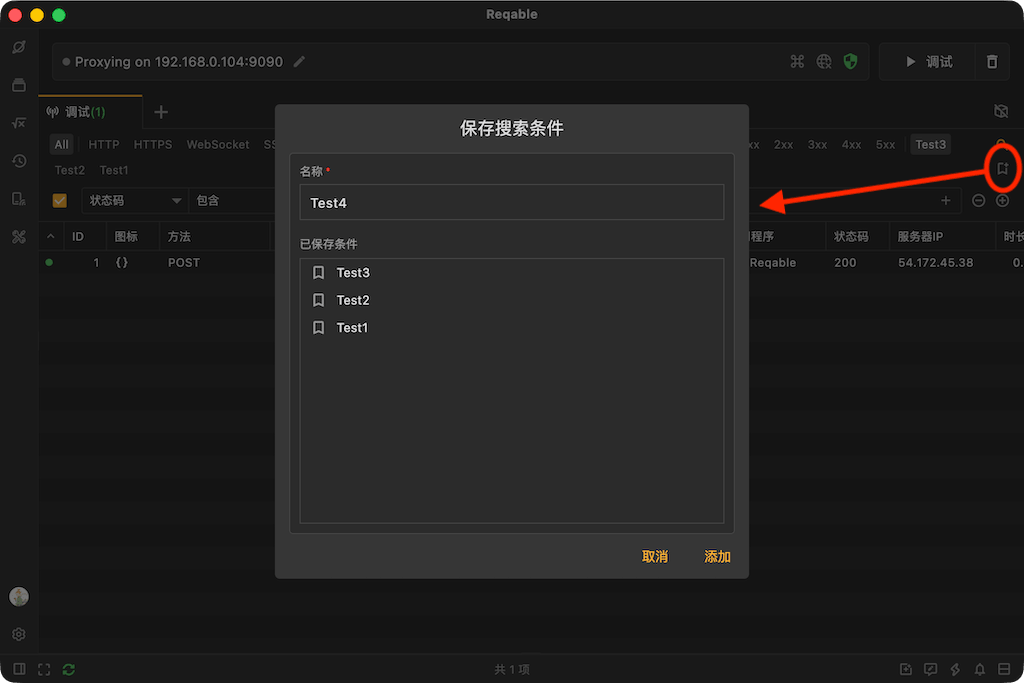 Reqable
Proxying on 192.168.0.104:9090
调试
调试(1)
All HTTP HTTPS WebSocket 2xx 3xx 4xx 5xx Test3
Test2 Test1
状态码 包含
ID 图标 方法 程序 状态码 服务器IP 时长
1 {} POST Reqable 200 54.172.45.38
保存搜索条件
名称 *
Test4
已保存条件
Test3
Test2
Test1
取消 添加
共 1 项